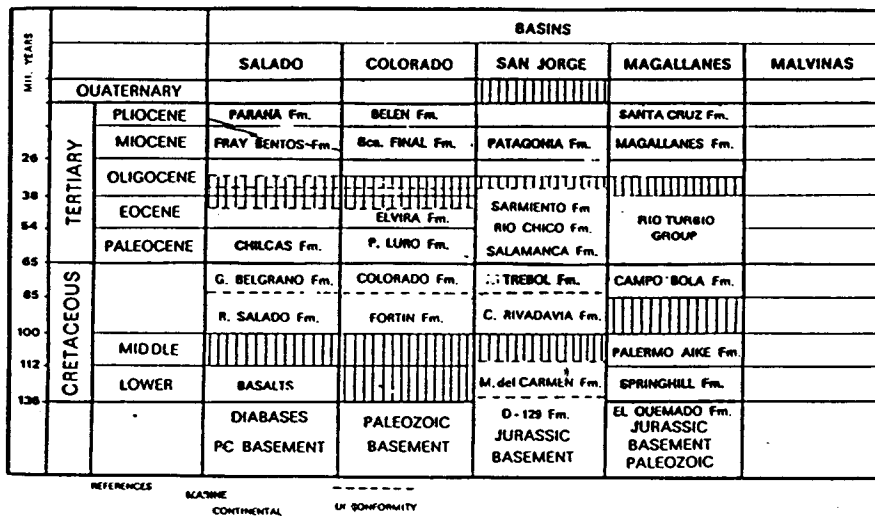 BASINS
MIL. YEARS
SALADO COLORADO SAN JORGE MAGALLANES MALVINAS
QUATERNARY
TERTIARY
PLIOCENE PARANA Fm. BELEN Fm. SANTA CRUZ Fm.
MIOCENE FRAY BENTOS Fm. Bca. FINAL Fm. PATAGONIA Fm. MAGALLANES Fm.
26
OLIGOCENE
38
EOCENE SARMIENTO Fm
ELVIRA Fm. RIO CHICO Fm. RIO TURBIO
54
GROUP
PALEOCENE CHILCAS Fm. P. LURO Fm. SALAMANCA Fm.
65
CRETACEOUS
G. BELGRANO Fm. COLORADO Fm. TREBOL Fm. CAMPO BOLA Fm.
85
R. SALADO Fm. FORTIN Fm. C. RIVADAVIA Fm.
100
MIDDLE PALERMO AIKE Fm.
112
LOWER BASALTS M. del CARMEN Fm. SPRINGHILL Fm.
136
DIABASES PALEOZOIC D-129 Fm. EL QUEMADO Fm.
PC BASEMENT BASEMENT JURASSIC JURASSIC
BASEMENT BASEMENT
PALEOZOIC
REFERENCES
MARINE
CONTINENTAL UNCONFORMITY